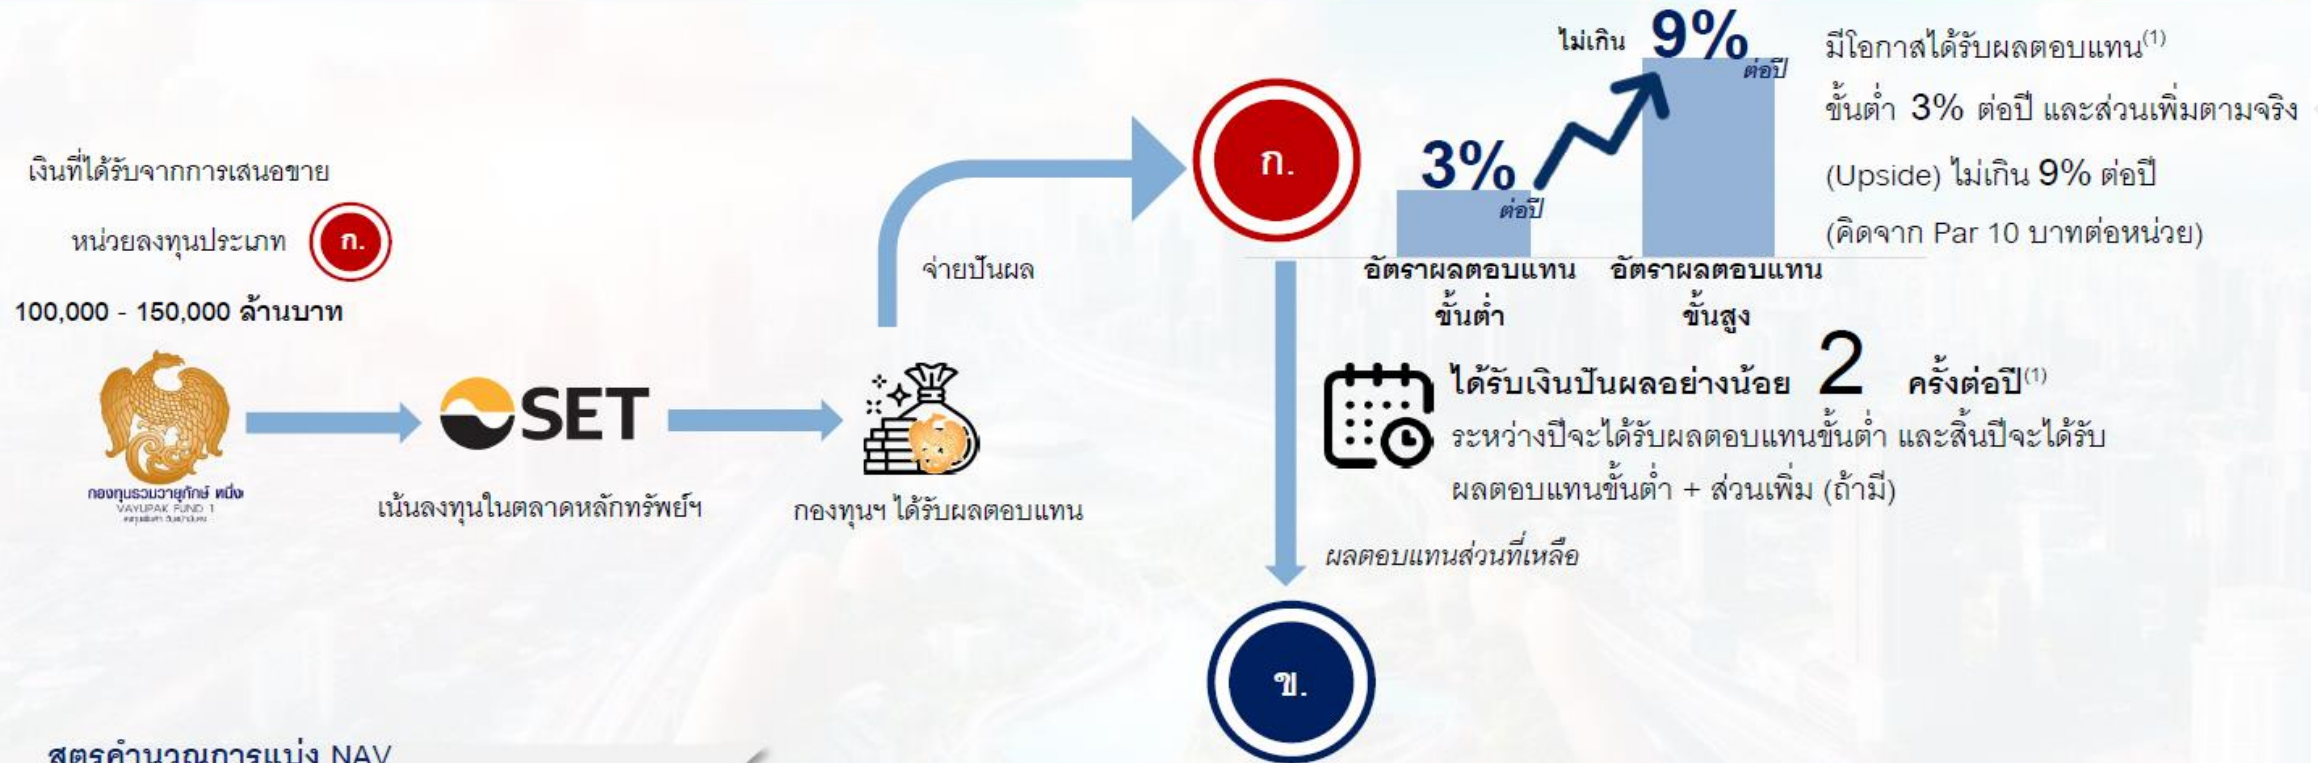 เงินที่ได้รับจากการเสนอขาย
หน่วยลงทุนประเภท ก.
100,000 - 150,000 ล้านบาท
กองทุนรวมวายุภักษ์ หนึ่ง
VAYUPAK FUND 1
SET
เน้นลงทุนในตลาดหลักทรัพย์ฯ
กองทุนฯ ได้รับผลตอบแทน
จ่ายปันผล
ก.
ไม่เกิน 9% ต่อปี
3% ต่อปี
อัตราผลตอบแทน
ขั้นต่ำ
อัตราผลตอบแทน
ขั้นสูง
มีโอกาสได้รับผลตอบแทน(1)
ขั้นต่ำ 3% ต่อปี และส่วนเพิ่มตามจริง
(Upside) ไม่เกิน 9% ต่อปี
(คิดจาก Par 10 บาทต่อหน่วย)
ได้รับเงินปันผลอย่างน้อย 2 ครั้งต่อปี(1)
ระหว่างปีจะได้รับผลตอบแทนขั้นต่ำ และสิ้นปีจะได้รับ
ผลตอบแทนขั้นต่ำ + ส่วนเพิ่ม (ถ้ามี)
ผลตอบแทนส่วนที่เหลือ
ข.
สูตรคำนวณการแบ่ง NAV